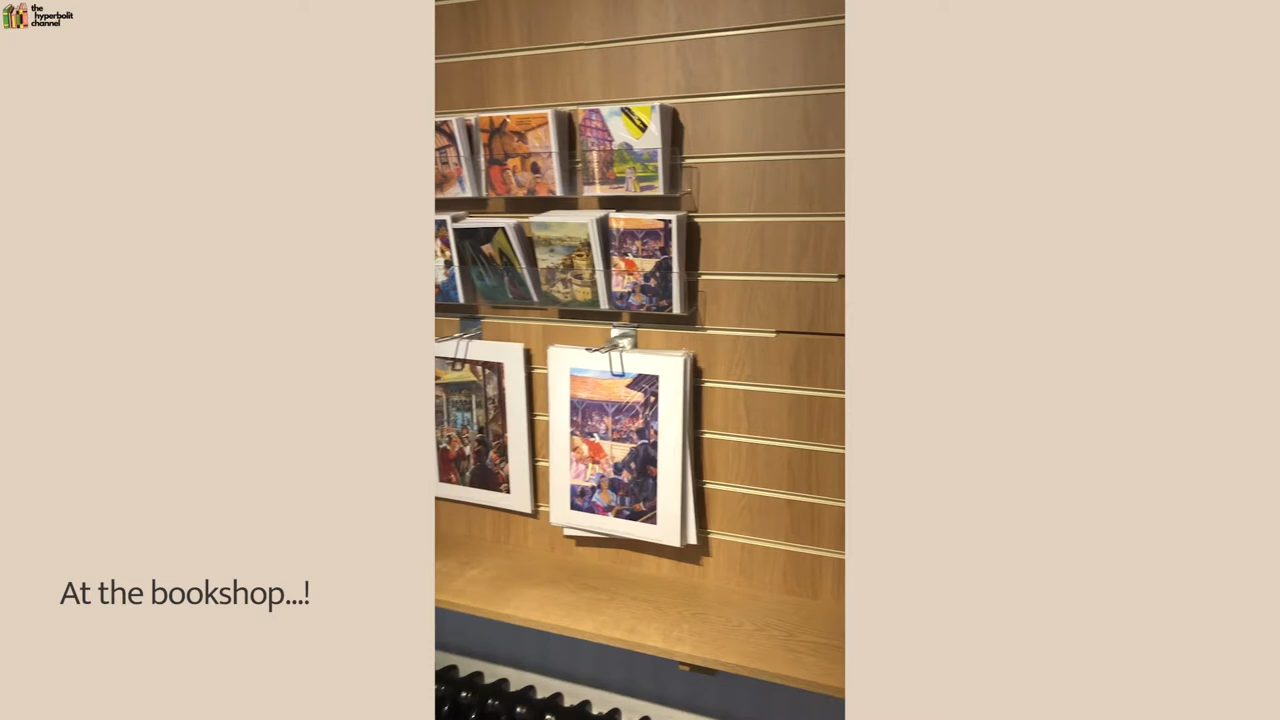 the
hyperbolit
channel
At the bookshop...!